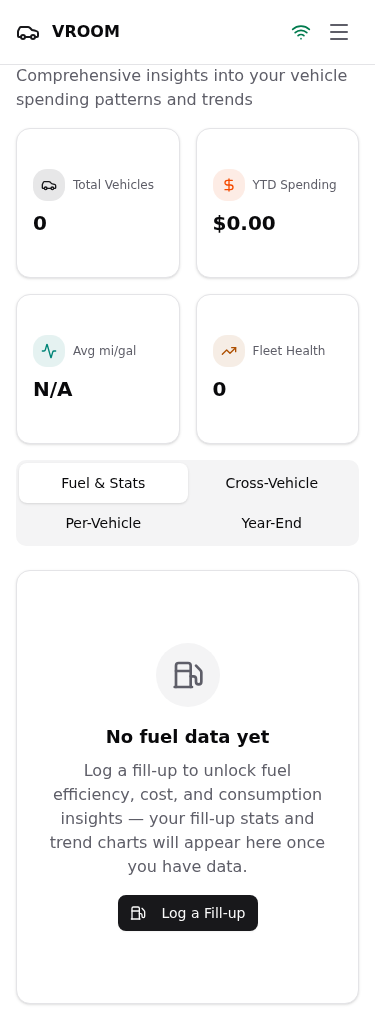 VROOM
Comprehensive insights into your vehicle
spending patterns and trends
Total Vehicles
0
YTD Spending
$0.00
Avg mi/gal
N/A
Fleet Health
0
Fuel & Stats
Cross-Vehicle
Per-Vehicle
Year-End
No fuel data yet
Log a fill-up to unlock fuel
efficiency, cost, and consumption
insights — your fill-up stats and
trend charts will appear here once
you have data.
Log a Fill-up